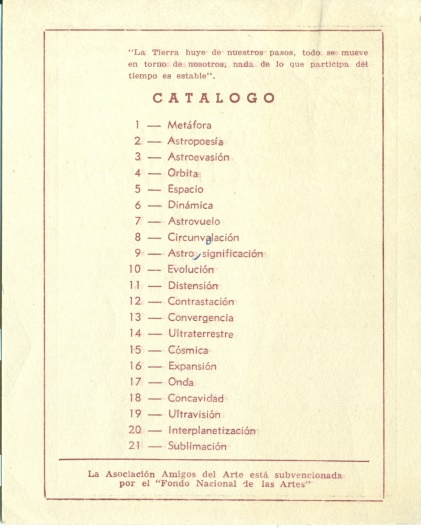 "La Tierra huye de nuestros pasos, todo se mueve
en torno de nosotros; nada de lo que participa del
tiempo es estable".
CATALOGO
1 — Metáfora
2 — Astropoesía
3 — Astroevasión
4 — Orbita
5 — Espacio
6 — Dinámica
7 — Astrovuelo
8 — Circunvalación
9 — Astro significación
10 — Evolución
11 — Distensión
12 — Contrastación
13 — Convergencia
14 — Ultraterrestre
15 — Cósmica
16 — Expansión
17 — Onda
18 — Concavidad
19 — Ultravisión
20 — Interplanetización
21 — Sublimación
La Asociación Amigos del Arte está subvencionada
por el "Fondo Nacional de las Artes"